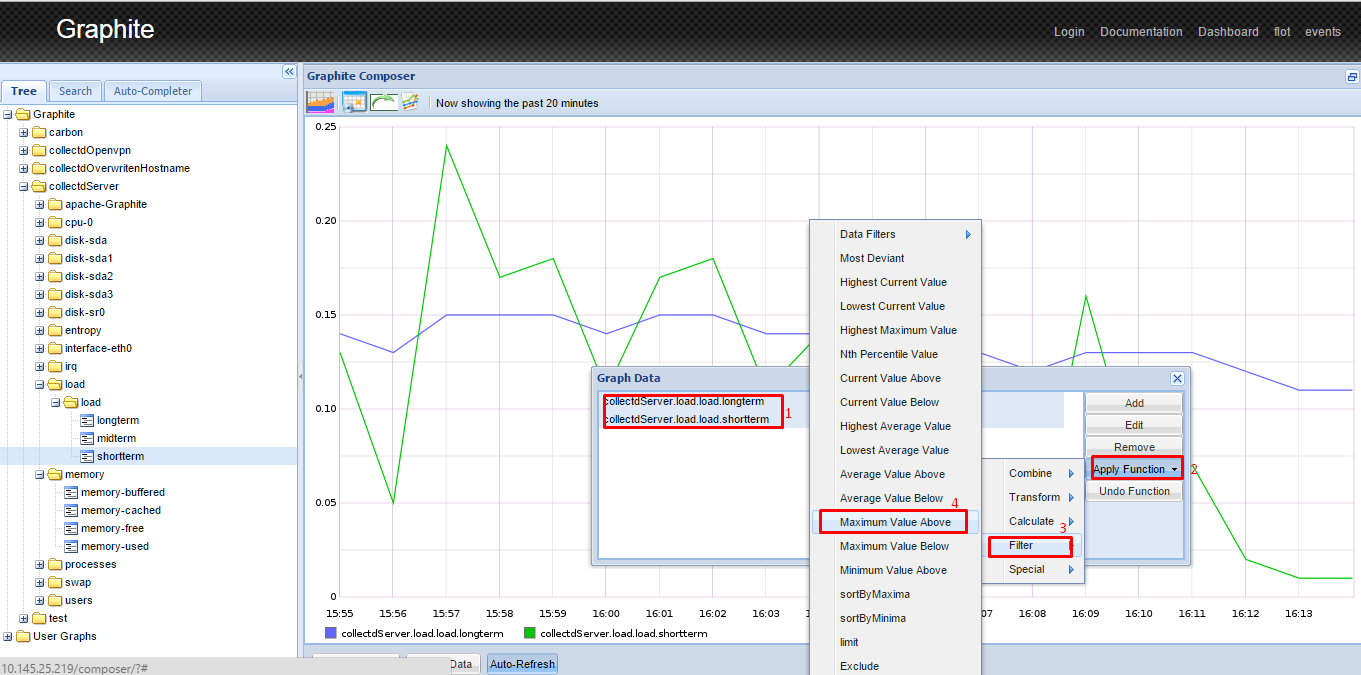 Graphite
Login Documentation Dashboard flot events
Tree Search Auto-Completer
Graphite
carbon
collectdOpenvpn
collectdOverwritenHostname
collectdServer
apache-Graphite
cpu-0
disk-sda
disk-sda1
disk-sda2
disk-sda3
disk-sr0
entropy
interface-eth0
irq
load
load
longterm
midterm
shortterm
memory
memory-buffered
memory-cached
memory-free
memory-used
processes
swap
users
test
User Graphs
10.145.25.219/composer/?#
Graphite Composer
Now showing the past 20 minutes
0.25
0.20
0.15
0.10
0.05
0
15:55 15:56 15:57 15:58 15:59 16:00 16:01 16:02 16:03 07 16:08 16:09 16:10 16:11 16:12 16:13
collectdServer.load.load.longterm collectdServer.load.load.shortterm
Data Auto-Refresh
Graph Data
collectdServer.load.load.longterm
collectdServer.load.load.shortterm
1
Add
Edit
Remove
Apply Function
2
Undo Function
Combine
Transform
Calculate
3
Filter
Special
Data Filters
Most Deviant
Highest Current Value
Lowest Current Value
Highest Maximum Value
Nth Percentile Value
Current Value Above
Current Value Below
Highest Average Value
Lowest Average Value
Average Value Above
Average Value Below
4
Maximum Value Above
Maximum Value Below
Minimum Value Above
sortByMaxima
sortByMinima
limit
Exclude